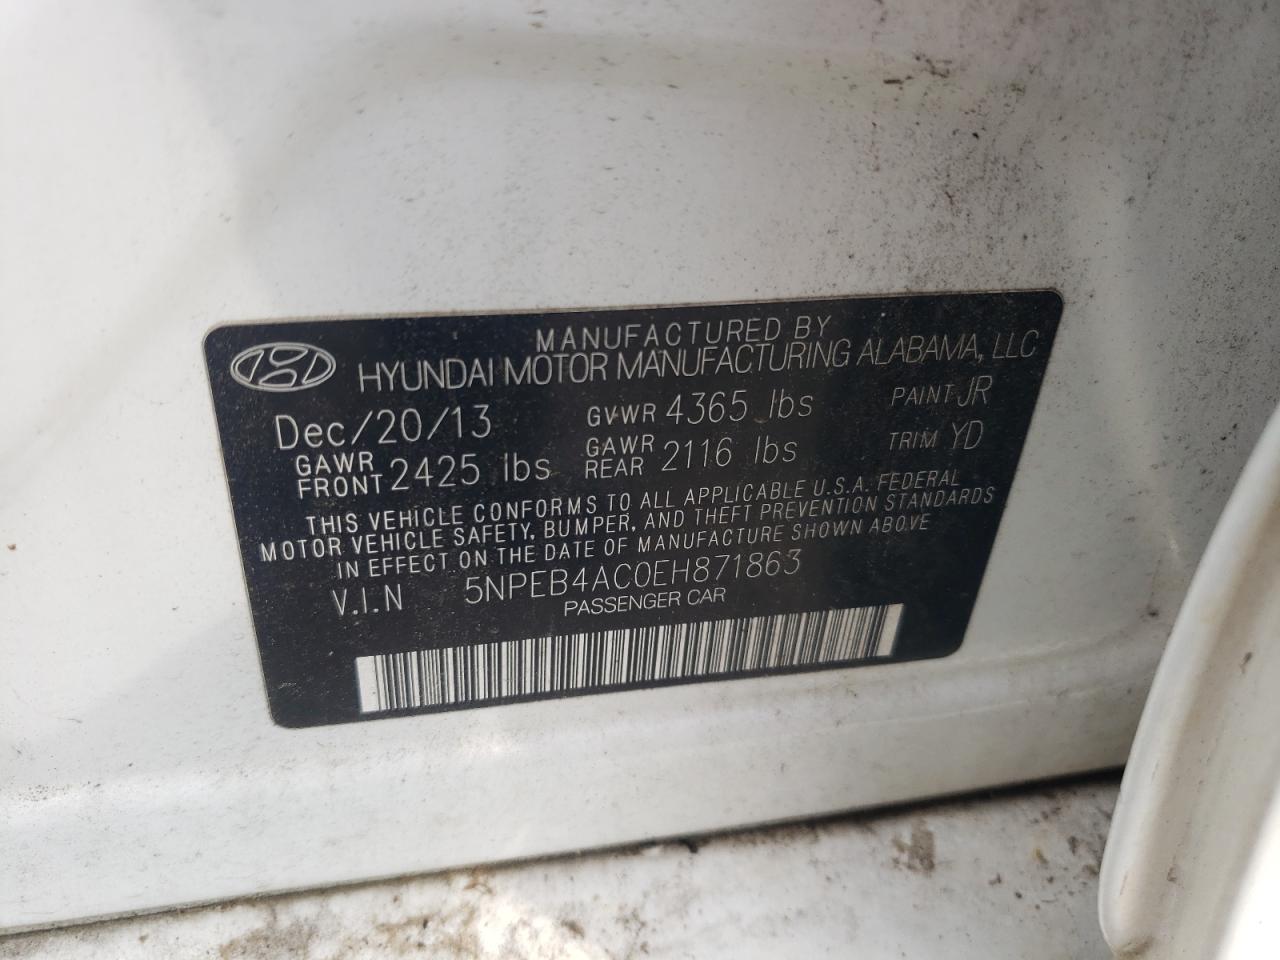 MANUFACTURED BY
HYUNDAI MOTOR MANUFACTURING ALABAMA, LLC
Dec/20/13 GVWR 4365 lbs PAINT JR
GAWR FRONT 2425 lbs GAWR REAR 2116 lbs TRIM YD
THIS VEHICLE CONFORMS TO ALL APPLICABLE U.S.A. FEDERAL
MOTOR VEHICLE SAFETY, BUMPER, AND THEFT PREVENTION STANDARDS
IN EFFECT ON THE DATE OF MANUFACTURE SHOWN ABOVE
V.I.N 5NPEB4AC0EH871863
PASSENGER CAR